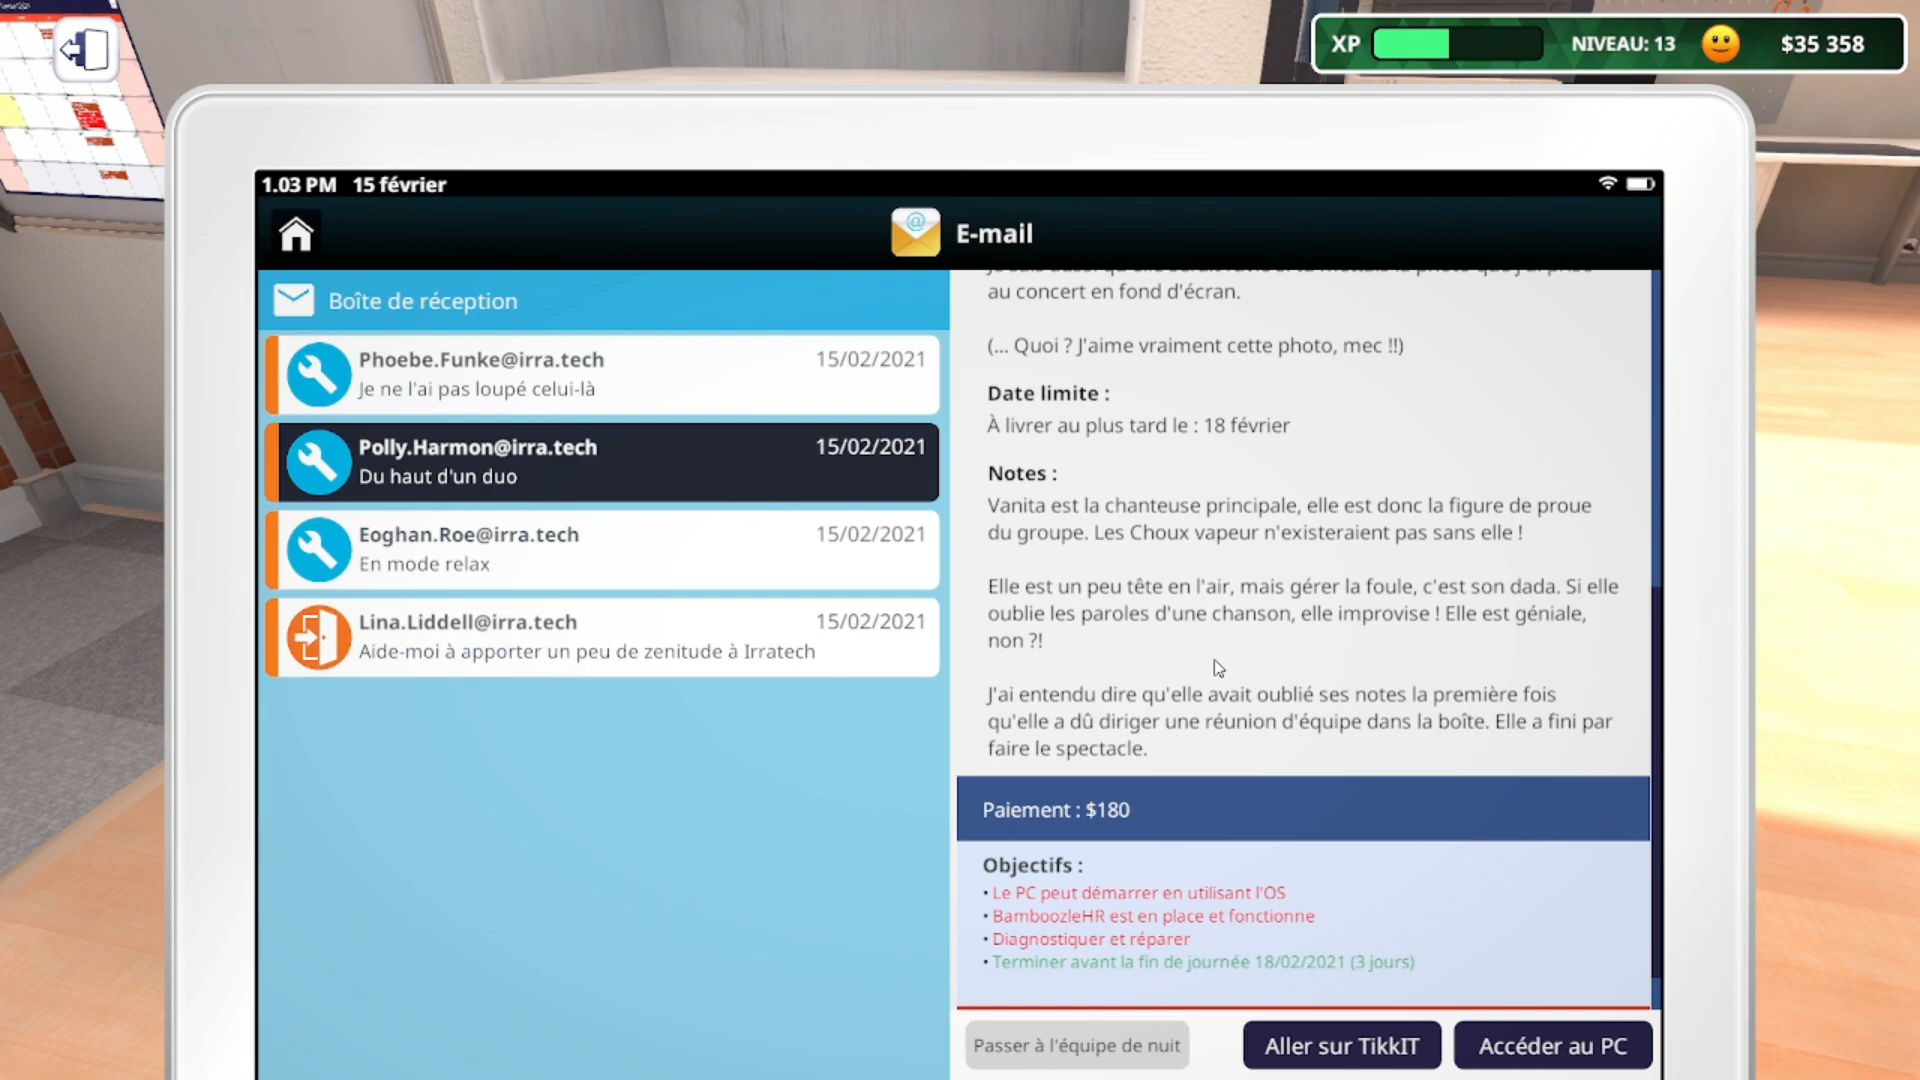 XP NIVEAU: 13 $35 358
1.03 PM 15 février
E-mail
Boîte de réception
Phoebe.Funke@irra.tech 15/02/2021
Je ne l'ai pas loupé celui-là
Polly.Harmon@irra.tech 15/02/2021
Du haut d'un duo
Eoghan.Roe@irra.tech 15/02/2021
En mode relax
Lina.Liddell@irra.tech 15/02/2021
Aide-moi à apporter un peu de zenitude à Irratech
au concert en fond d'écran.
(... Quoi ? J'aime vraiment cette photo, mec !!)
Date limite :
À livrer au plus tard le : 18 février
Notes :
Vanita est la chanteuse principale, elle est donc la figure de proue
du groupe. Les Choux vapeur n'existeraient pas sans elle !
Elle est un peu tête en l'air, mais gérer la foule, c'est son dada. Si elle
oublie les paroles d'une chanson, elle improvise ! Elle est géniale,
non ?!
J'ai entendu dire qu'elle avait oublié ses notes la première fois
qu'elle a dû diriger une réunion d'équipe dans la boîte. Elle a fini par
faire le spectacle.
Paiement : $180
Objectifs :
• Le PC peut démarrer en utilisant l'OS
• BamboozleHR est en place et fonctionne
• Diagnostiquer et réparer
• Terminer avant la fin de journée 18/02/2021 (3 jours)
Passer à l'équipe de nuit
Aller sur TikkIT
Accéder au PC